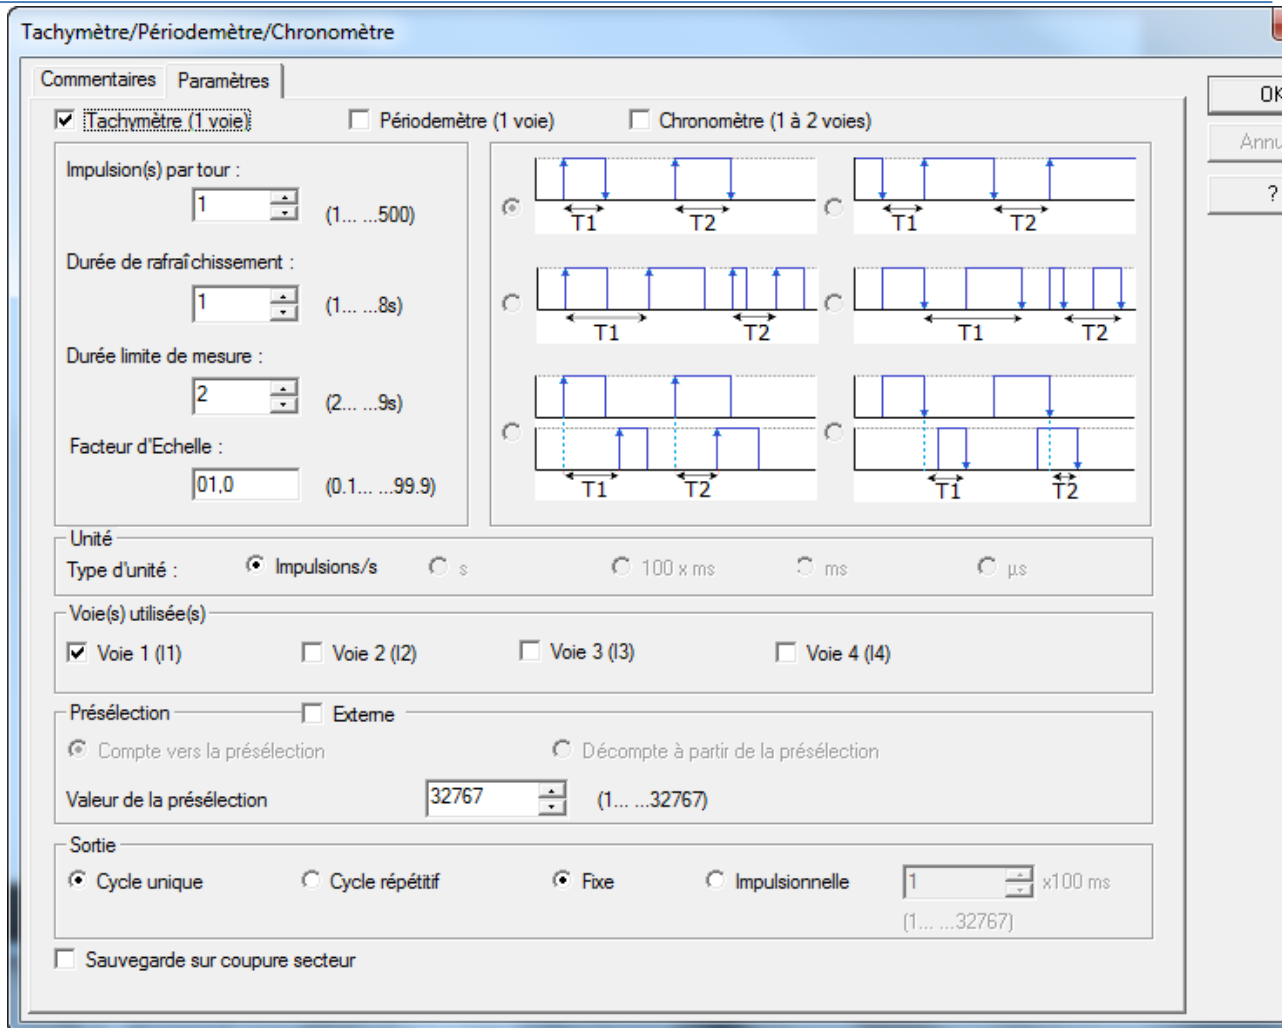 Tachymètre/Périodemètre/Chronomètre
Commentaires Paramètres
Tachymètre (1 voie) Périodemètre (1 voie) Chronomètre (1 à 2 voies)
Impulsion(s) par tour :
1 (1... ...500)
Durée de rafraîchissement :
1 (1... ...8s)
Durée limite de mesure :
2 (2... ...9s)
Facteur d'Echelle :
01,0 (0.1... ...99.9)
T1 T2 T1 T2
T1 T2 T1 T2
T1 T2 T1 T2
Unité
Type d'unité : Impulsions/s s 100 x ms ms µs
Voie(s) utilisée(s)
Voie 1 (I1) Voie 2 (I2) Voie 3 (I3) Voie 4 (I4)
Présélection Externe
Compte vers la présélection Décompte à partir de la présélection
Valeur de la présélection 32767 (1... ...32767)
Sortie
Cycle unique Cycle répétitif Fixe Impulsionnelle 1 x100 ms
(1... ...32767)
Sauvegarde sur coupure secteur
OK
Annu
?